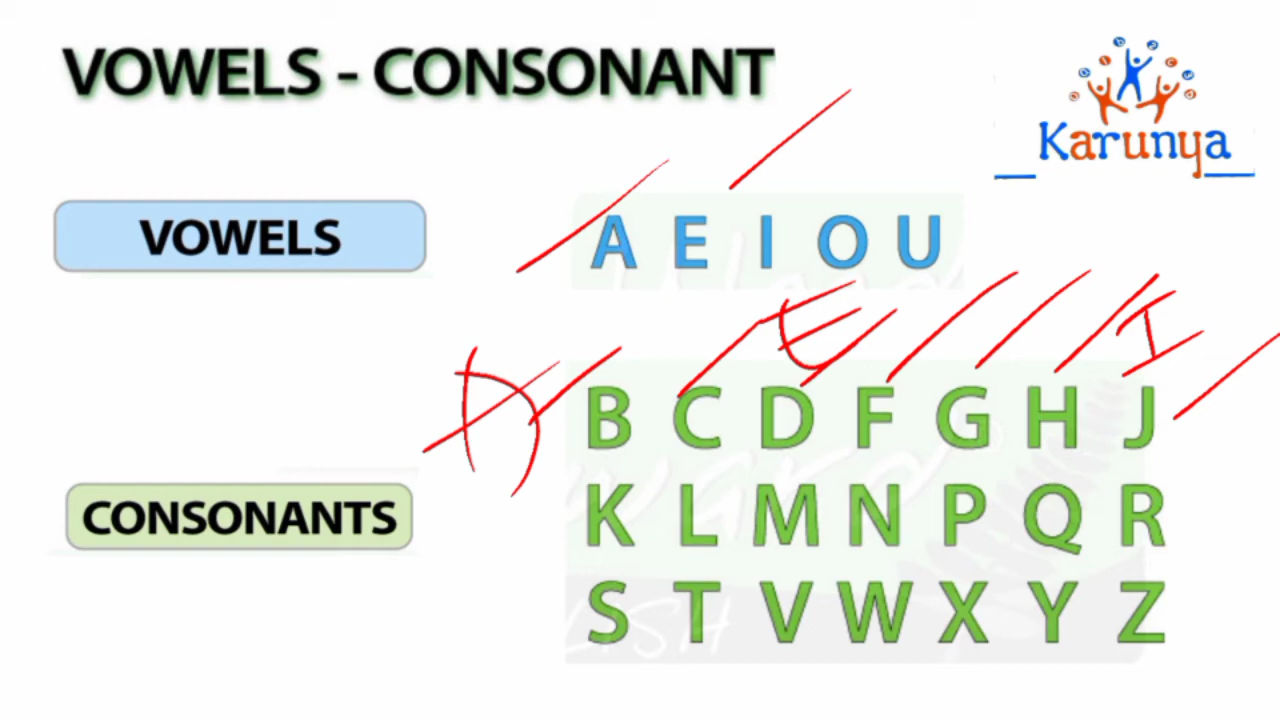 VOWELS - CONSONANT
Karunya
VOWELS
A E I O U
A E I
B C D F G H J
CONSONANTS
K L M N P Q R
S T V W X Y Z